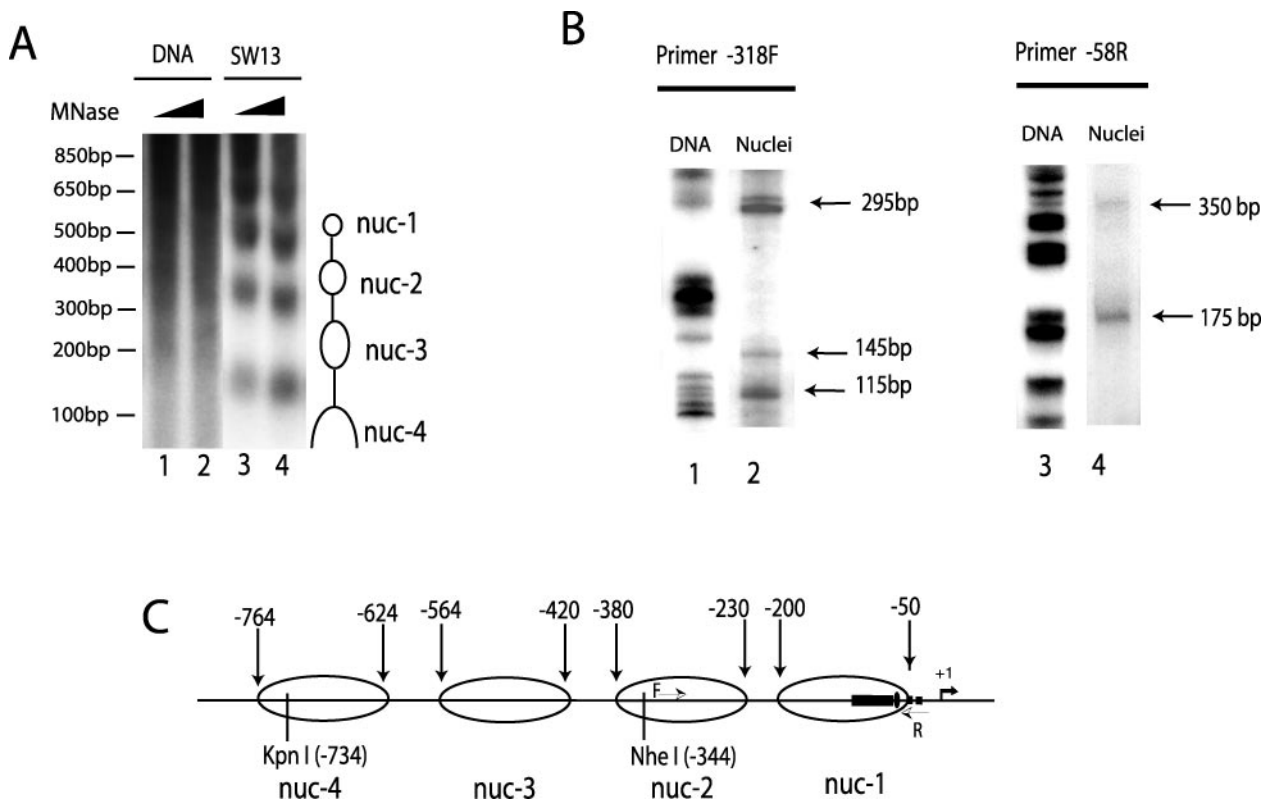 A
DNA SW13
MNase
850bp
650bp
500bp
400bp
300bp
200bp
100bp
nuc-1
nuc-2
nuc-3
nuc-4
1 2 3 4
B
Primer -318F
DNA Nuclei
295bp
145bp
115bp
1 2
Primer -58R
DNA Nuclei
350 bp
175 bp
3 4
C
-764 -624 -564 -420 -380 -230 -200 -50
+1
F
R
Kpn I (-734) Nhe I (-344)
nuc-4 nuc-3 nuc-2 nuc-1